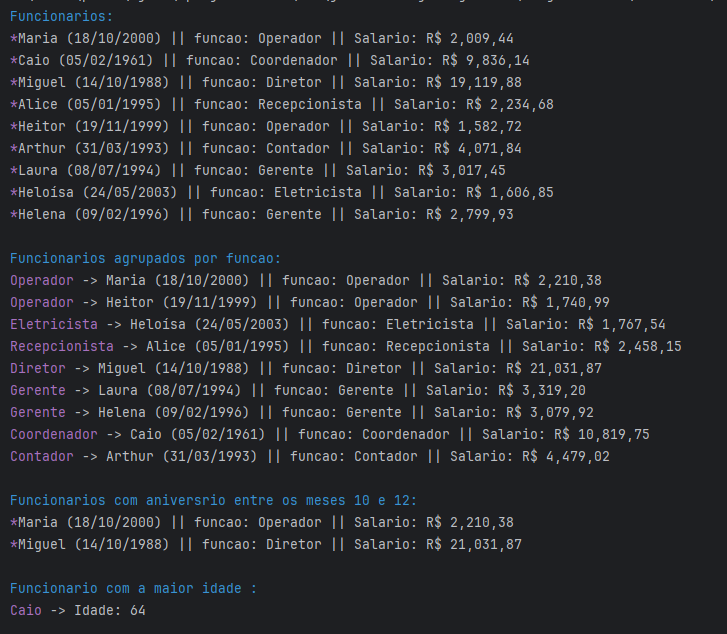 Funcionarios:
*Maria (18/10/2000) || funcao: Operador || Salario: R$ 2,009,44
*Caio (05/02/1961) || funcao: Coordenador || Salario: R$ 9,836,14
*Miguel (14/10/1988) || funcao: Diretor || Salario: R$ 19,119,88
*Alice (05/01/1995) || funcao: Recepcionista || Salario: R$ 2,234,68
*Heitor (19/11/1999) || funcao: Operador || Salario: R$ 1,582,72
*Arthur (31/03/1993) || funcao: Contador || Salario: R$ 4,071,84
*Laura (08/07/1994) || funcao: Gerente || Salario: R$ 3,017,45
*Heloísa (24/05/2003) || funcao: Eletricista || Salario: R$ 1,606,85
*Helena (09/02/1996) || funcao: Gerente || Salario: R$ 2,799,93
Funcionarios agrupados por funcao:
Operador -> Maria (18/10/2000) || funcao: Operador || Salario: R$ 2,210,38
Operador -> Heitor (19/11/1999) || funcao: Operador || Salario: R$ 1,740,99
Eletricista -> Heloísa (24/05/2003) || funcao: Eletricista || Salario: R$ 1,767,54
Recepcionista -> Alice (05/01/1995) || funcao: Recepcionista || Salario: R$ 2,458,15
Diretor -> Miguel (14/10/1988) || funcao: Diretor || Salario: R$ 21,031,87
Gerente -> Laura (08/07/1994) || funcao: Gerente || Salario: R$ 3,319,20
Gerente -> Helena (09/02/1996) || funcao: Gerente || Salario: R$ 3,079,92
Coordenador -> Caio (05/02/1961) || funcao: Coordenador || Salario: R$ 10,819,75
Contador -> Arthur (31/03/1993) || funcao: Contador || Salario: R$ 4,479,02
Funcionarios com aniversrio entre os meses 10 e 12:
*Maria (18/10/2000) || funcao: Operador || Salario: R$ 2,210,38
*Miguel (14/10/1988) || funcao: Diretor || Salario: R$ 21,031,87
Funcionario com a maior idade :
Caio -> Idade: 64